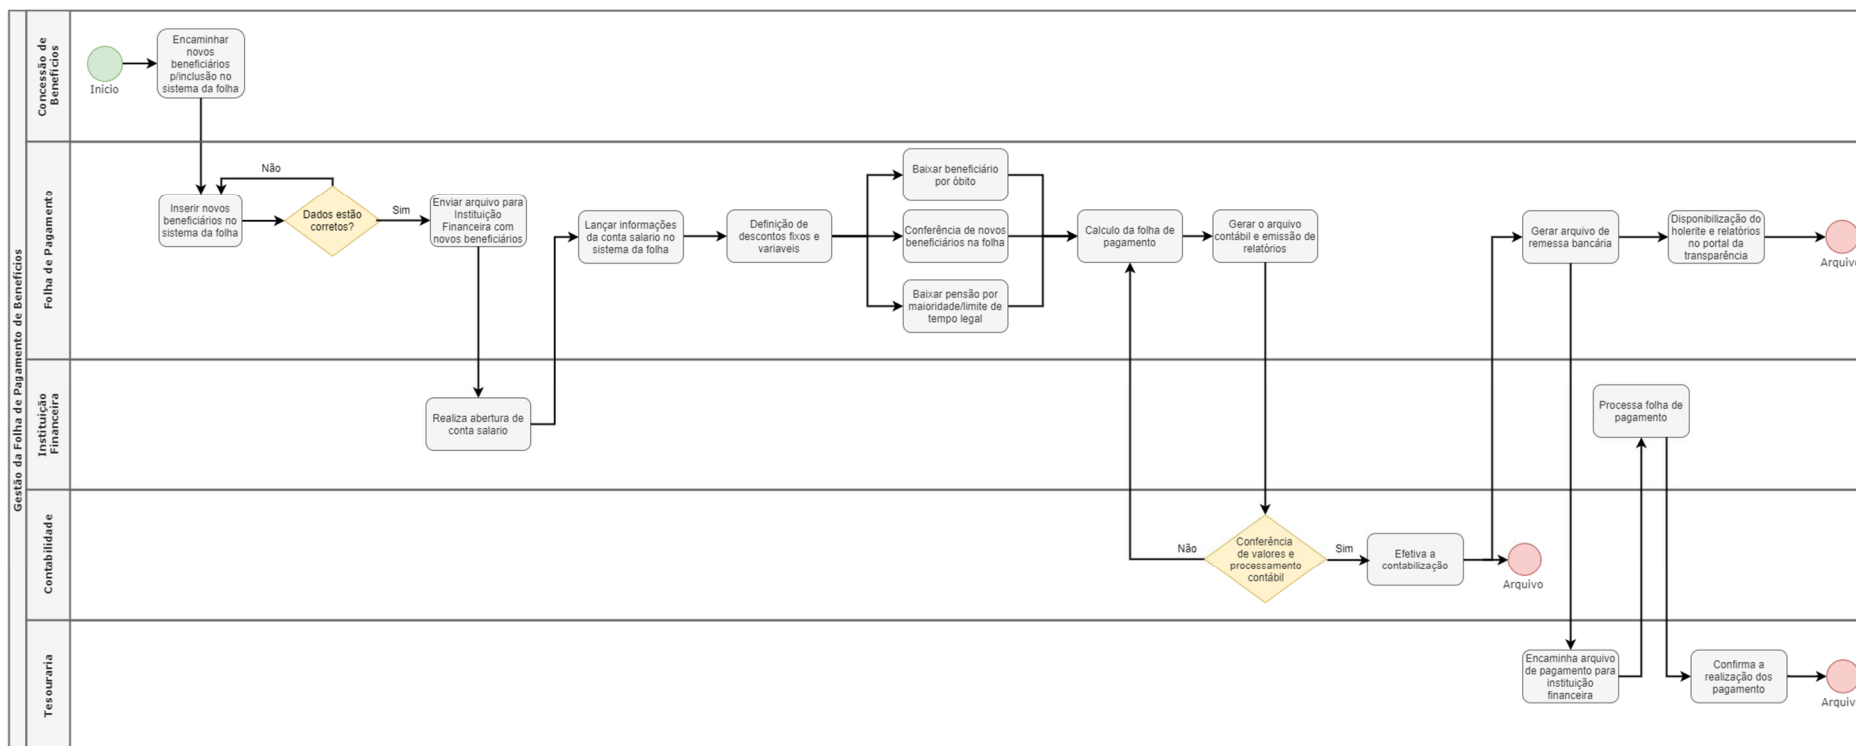 Gestão da Folha de Pagamento de Benefícios
Concessão de
Benefícios
Inicio
Encaminhar
novos
beneficiários
p/inclusão no
sistema da folha
Folha de Pagamento
Inserir novos
beneficiários no
sistema da folha
Não
Dados estão
corretos?
Sim
Enviar arquivo para
Instituição
Financeira com
novos beneficiários
Lançar informações
da conta salario no
sistema da folha
Definição de
descontos fixos e
variaveis
Baixar beneficiário
por óbito
Conferência de novos
beneficiários na folha
Baixar pensão por
maioridade/limite de
tempo legal
Calculo da folha de
pagamento
Gerar o arquivo
contábil e emissão de
relatórios
Gerar arquivo de
remessa bancária
Disponibilização do
holerite e relatórios
no portal da
transparência
Arquiv
Instituição
Financeira
Realiza abertura de
conta salario
Processa folha de
pagamento
Contabilidade
Não
Conferência
de valores e
processamento
contábil
Sim
Efetiva a
contabilização
Arquivo
Tesouraria
Encaminha arquivo
de pagamento para
instituição
financeira
Confirma a
realização dos
pagamento
Arquiv